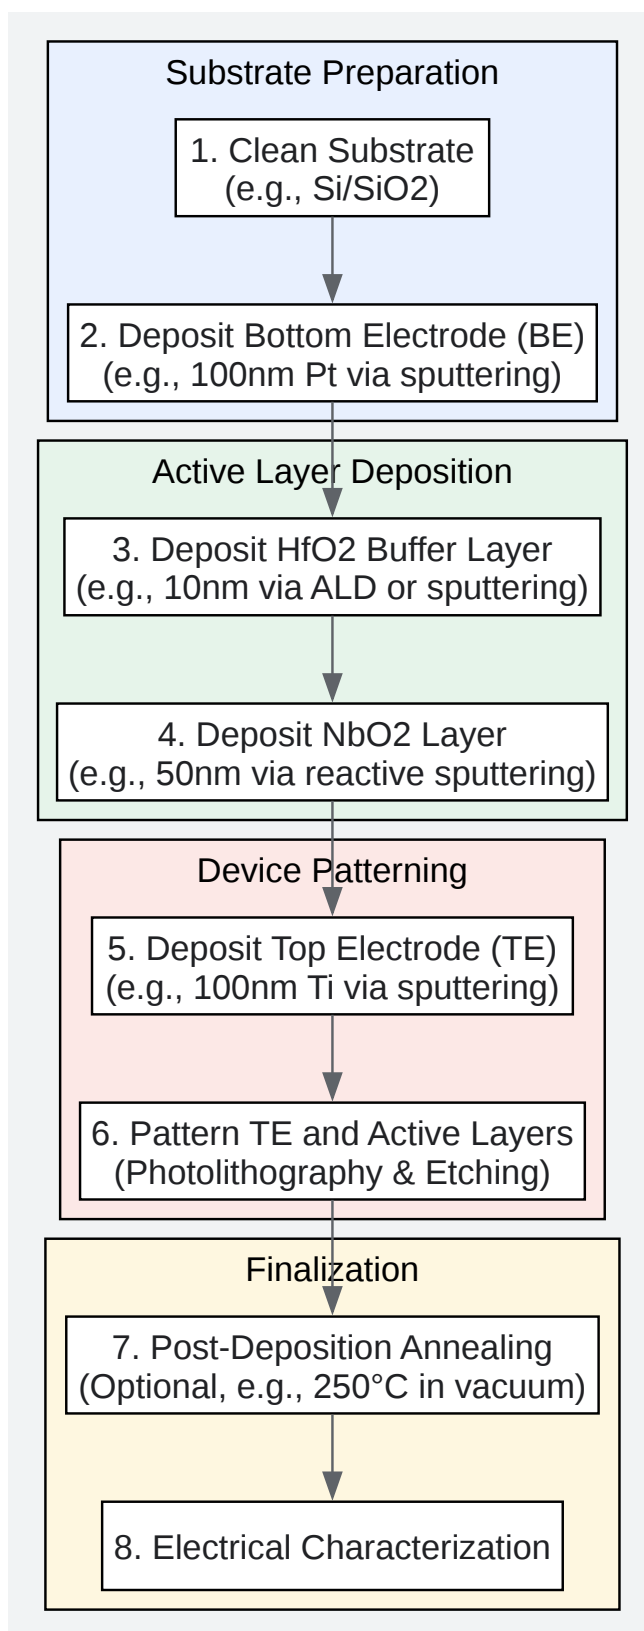 Substrate Preparation
1. Clean Substrate
(e.g., Si/SiO2)
2. Deposit Bottom Electrode (BE)
(e.g., 100nm Pt via sputtering)
Active Layer Deposition
3. Deposit HfO2 Buffer Layer
(e.g., 10nm via ALD or sputtering)
4. Deposit NbO2 Layer
(e.g., 50nm via reactive sputtering)
Device Patterning
5. Deposit Top Electrode (TE)
(e.g., 100nm Ti via sputtering)
6. Pattern TE and Active Layers
(Photolithography & Etching)
Finalization
7. Post-Deposition Annealing
(Optional, e.g., 250°C in vacuum)
8. Electrical Characterization